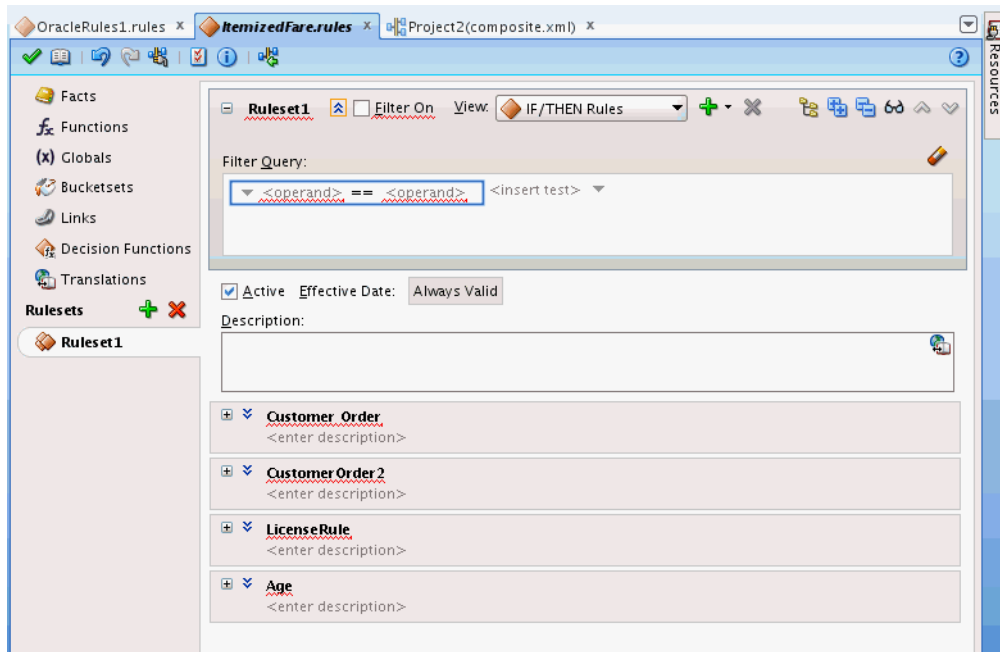 OracleRules1.rules x ItemizedFare.rules x Project2(composite.xml) x
Resources
Facts
Functions
(x) Globals
Bucketsets
Links
Decision Functions
Translations
Rulesets
Ruleset1
Ruleset1 Filter On View: IF/THEN Rules
Filter Query:
<operand> == <operand> <insert test>
Active Effective Date: Always Valid
Description:
Customer Order
<enter description>
CustomerOrder2
<enter description>
LicenseRule
<enter description>
Age
<enter description>